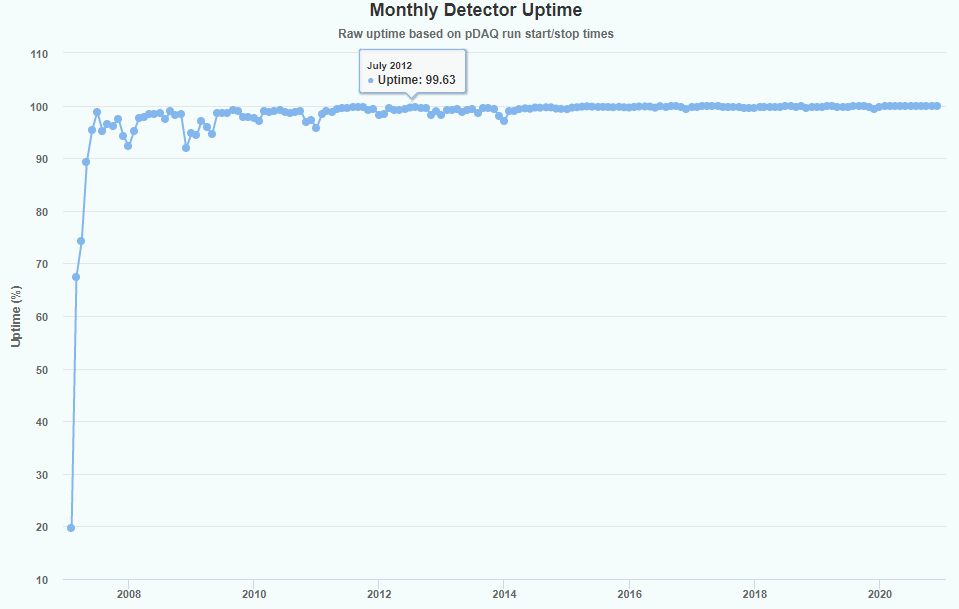 Monthly Detector Uptime
Raw uptime based on pDAQ run start/stop times
July 2012
● Uptime: 99.63
Uptime (%)
110
100
90
80
70
60
50
40
30
20
10
2008 2010 2012 2014 2016 2018 2020